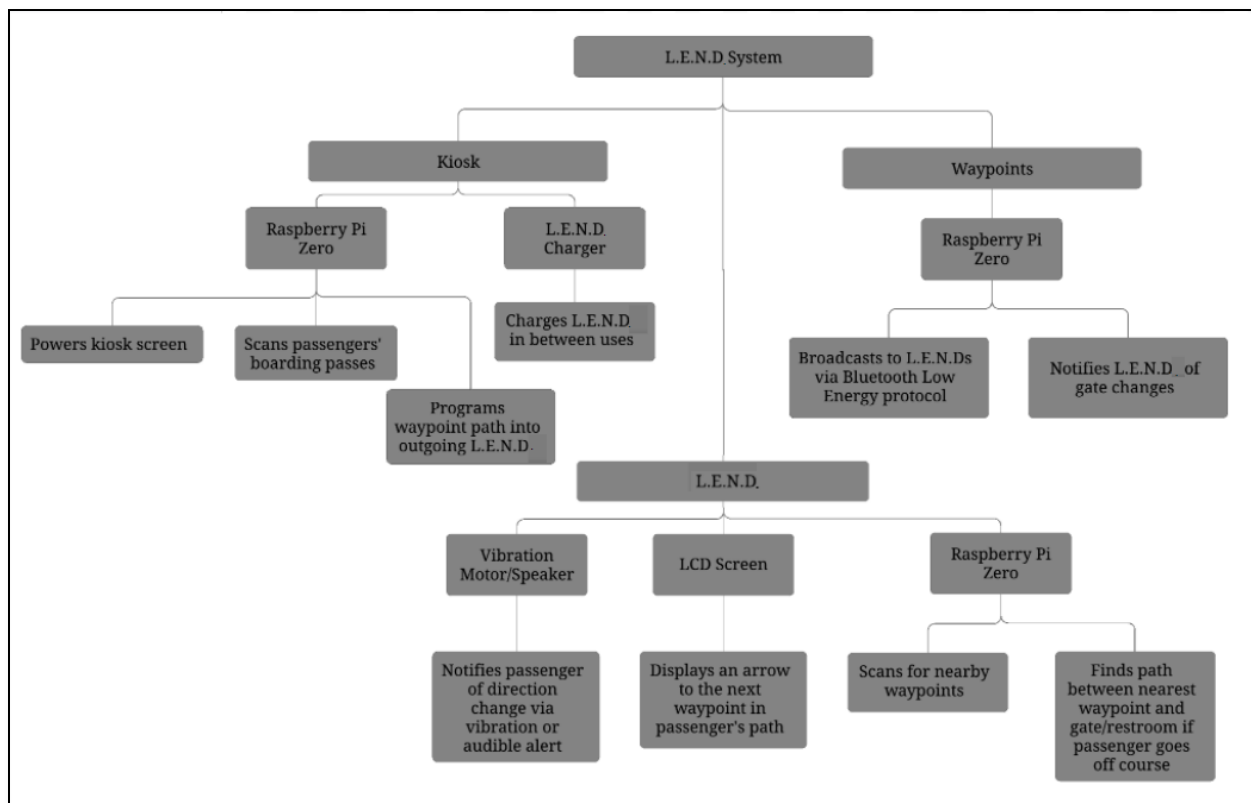 L.E.N.D. System
Kiosk
Waypoints
Raspberry Pi
Zero
L.E.N.D.
Charger
Raspberry Pi
Zero
Powers kiosk screen
Scans passengers'
boarding passes
Programs
waypoint path into
outgoing L.E.N.D.
Charges L.E.N.D.
in between uses
Broadcasts to L.E.N.Ds
via Bluetooth Low
Energy protocol
Notifies L.E.N.D. of
gate changes
L.E.N.D.
Vibration
Motor/Speaker
LCD Screen
Raspberry Pi
Zero
Notifies passenger
of direction
change via
vibration or
audible alert
Displays an arrow
to the next
waypoint in
passenger's path
Scans for nearby
waypoints
Finds path
between nearest
waypoint and
gate/restroom if
passenger goes
off course